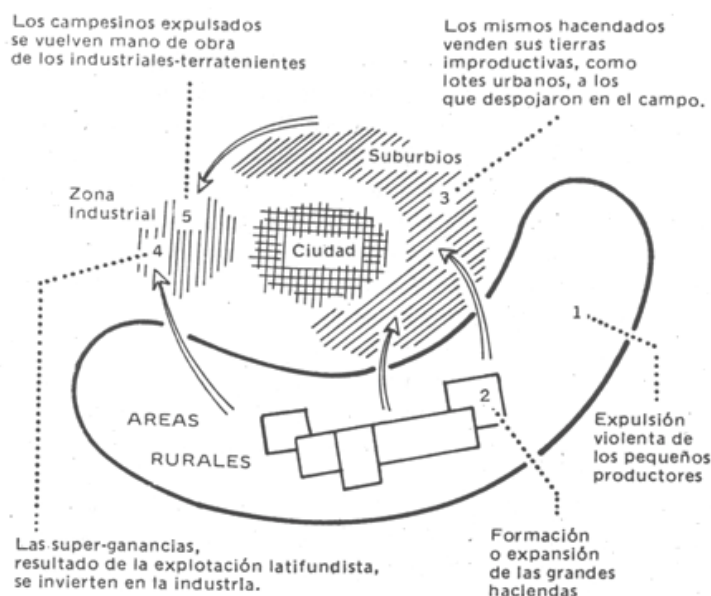 Los campesinos expulsados
se vuelven mano de obra
de los industriales-terratenientes
Los mismos hacendados
venden sus tierras
improductivas, como
lotes urbanos, a los
que despojaron en el campo.
Suburbios
3
Zona
Industrial
5
4
Ciudad
1
2
AREAS
RURALES
Expulsión
violenta de
los pequeños
productores
Las super-ganancias,
resultado de la explotación latifundista,
se invierten en la industria.
Formación
o expansión
de las grandes
haciendas